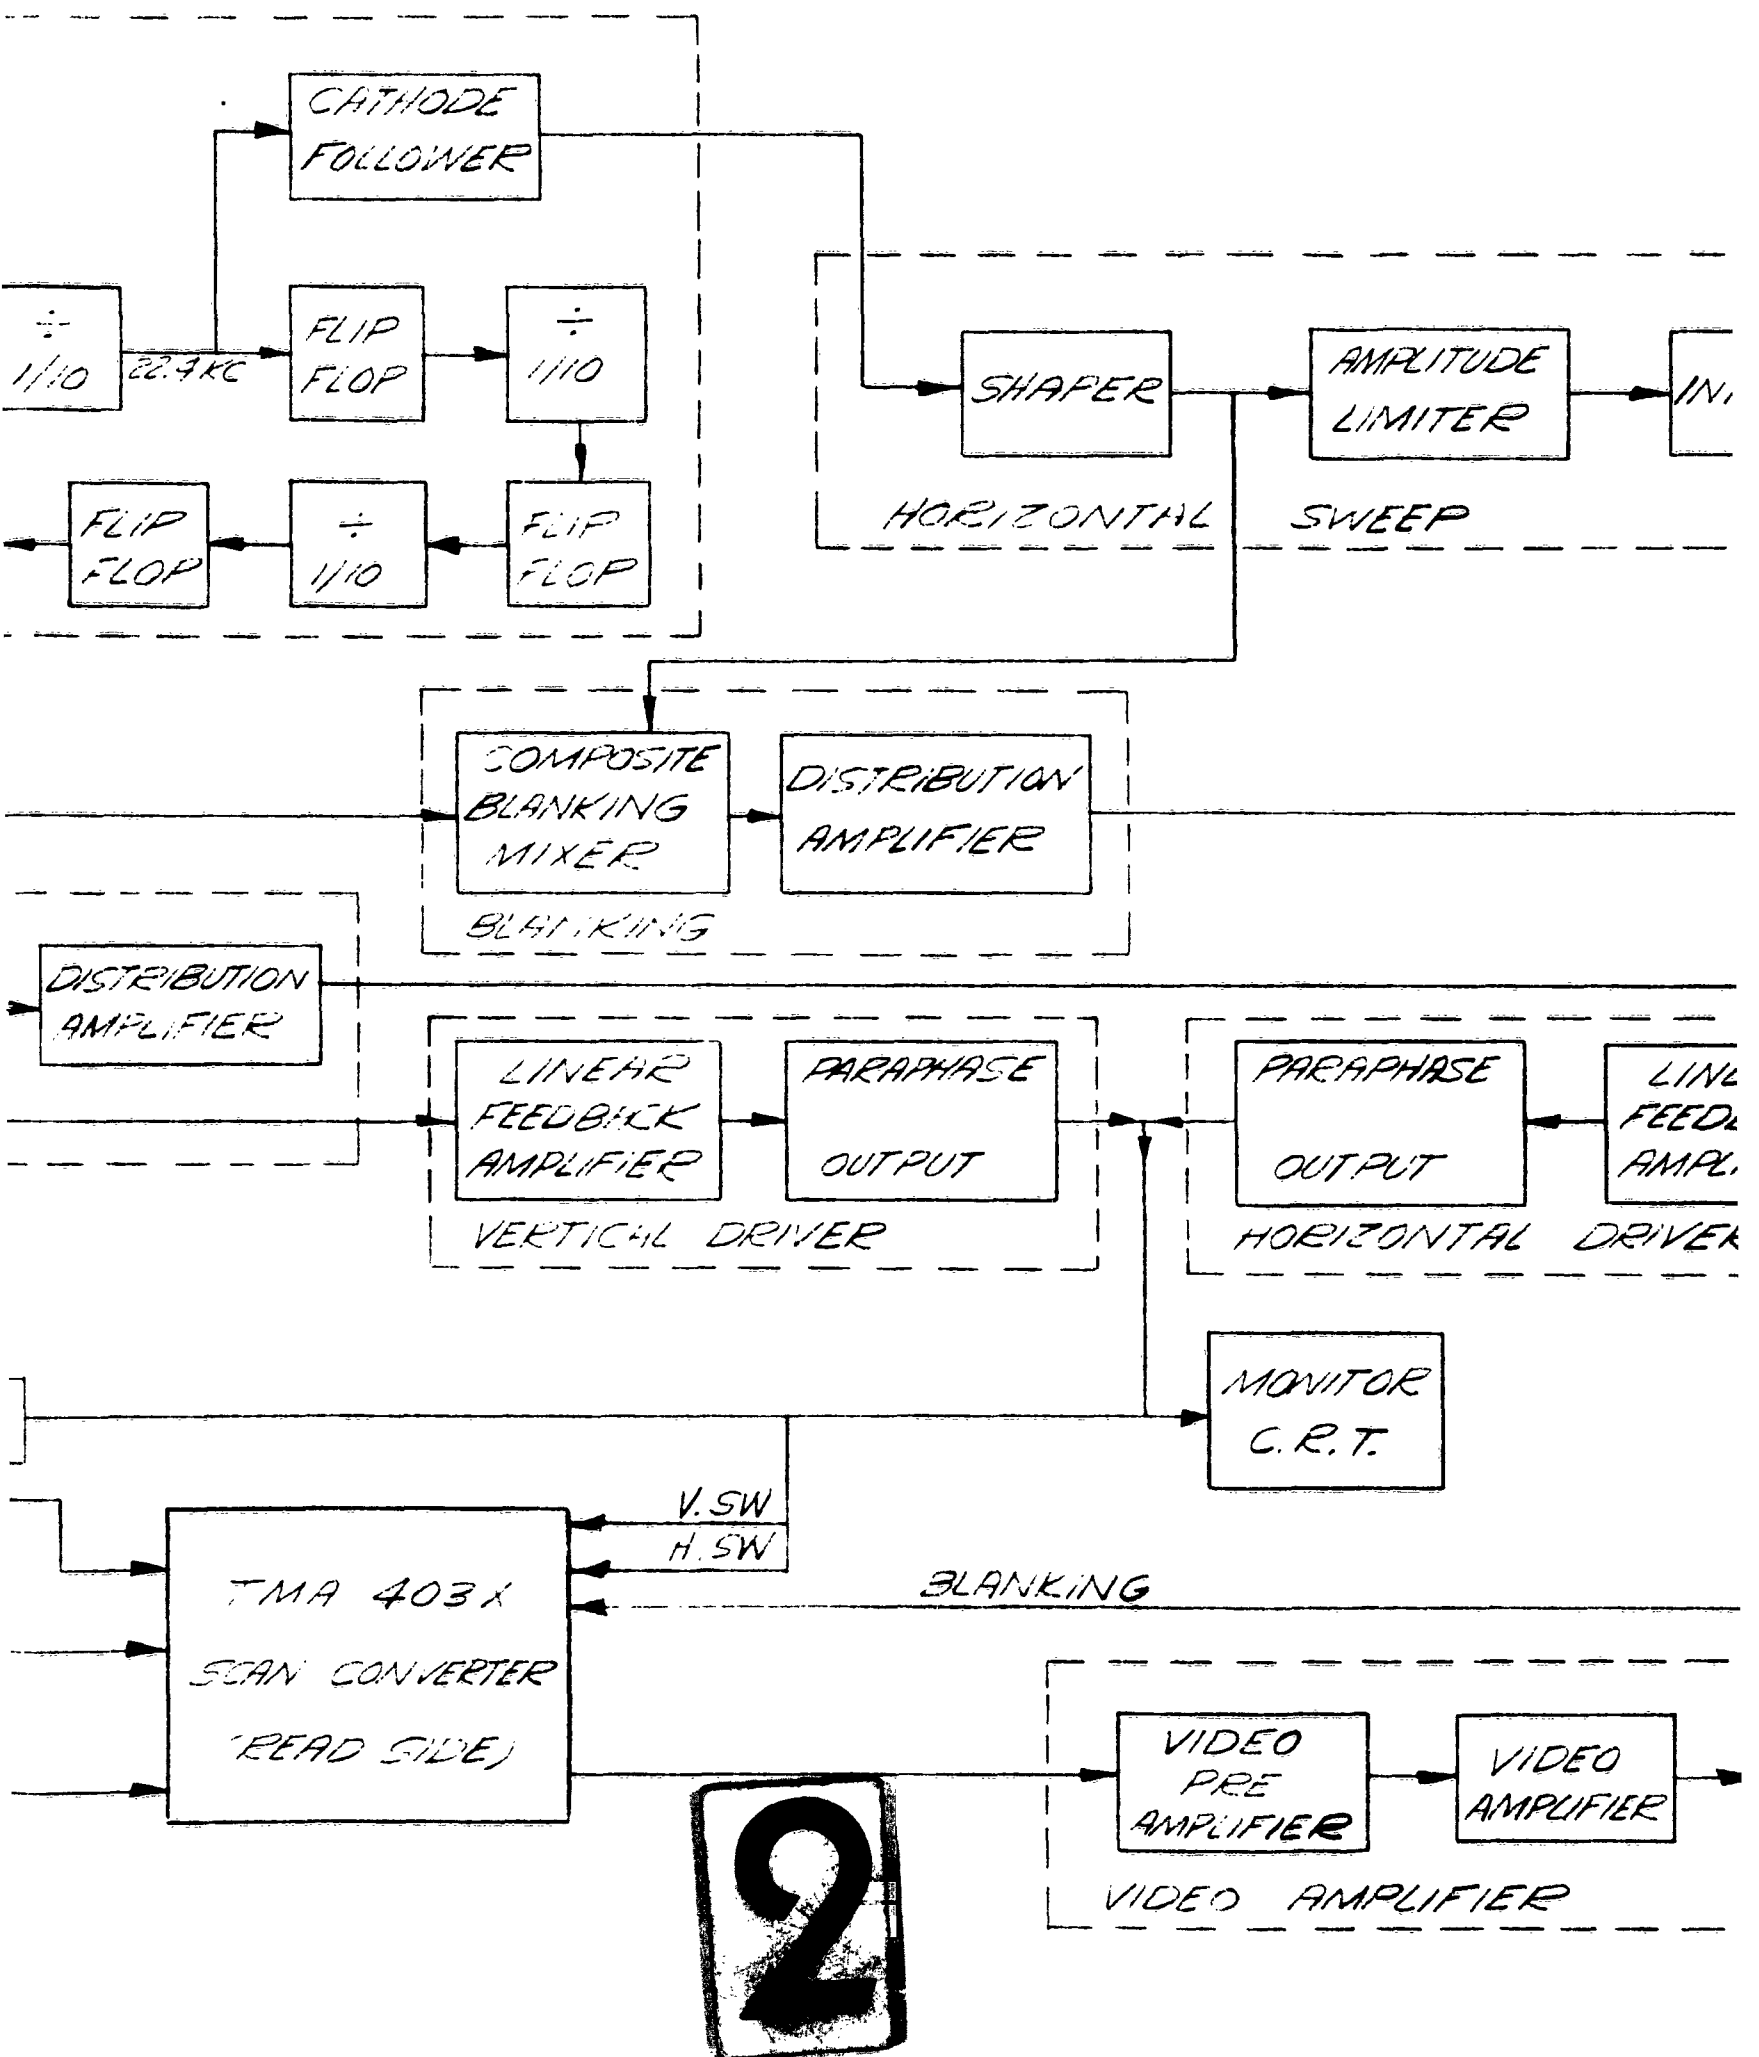 CATHODE
FOLLOWER
÷
1/10
FLIP
FLOP
÷
1/10
SHAPER
AMPLITUDE
LIMITER
HORIZONTAL SWEEP
FLIP
FLOP
÷
1/10
FLIP
FLOP
COMPOSITE
BLANKING
MIXER
DISTRIBUTION
AMPLIFIER
BLANKING
DISTRIBUTION
AMPLIFIER
LINEAR
FEEDBACK
AMPLIFIER
PARAPHASE
OUTPUT
VERTICAL DRIVER
PARAPHASE
OUTPUT
HORIZONTAL DRIVER
MONITOR
C.R.T.
V.SW
H.SW
BLANKING
TMA 403X
SCAN CONVERTER
(READ SIDE)
VIDEO
PRE
AMPLIFIER
VIDEO
AMPLIFIER
VIDEO AMPLIFIER
2